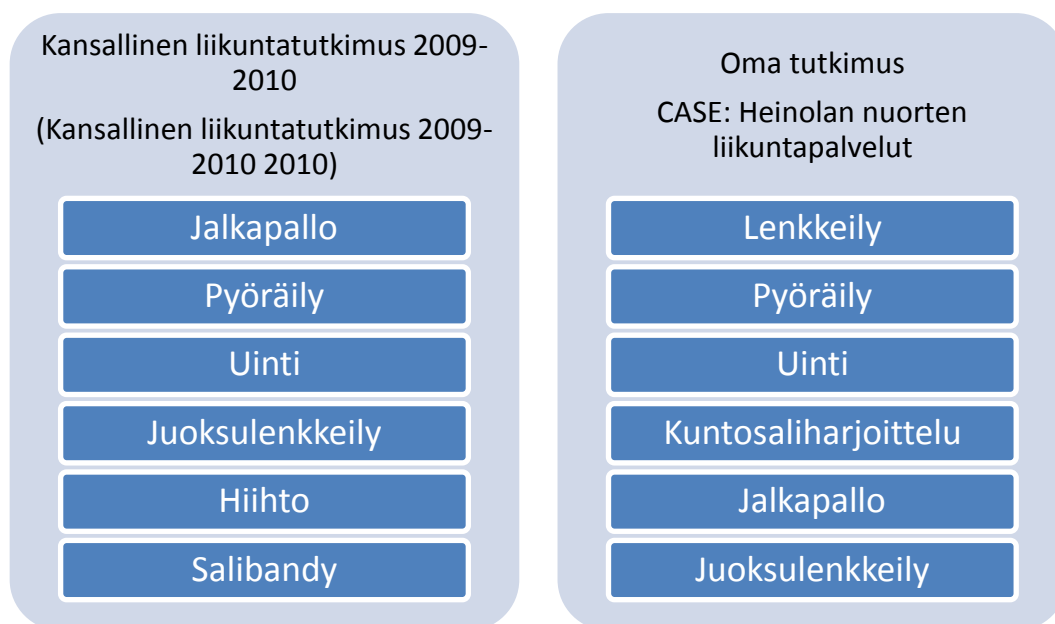 Kansallinen liikuntatutkimus 2009-
2010
(Kansallinen liikuntatutkimus 2009-
2010 2010)
Jalkapallo
Pyöräily
Uinti
Juoksulenkkeily
Hiihto
Salibandy
Oma tutkimus
CASE: Heinolan nuorten
liikuntapalvelut
Lenkkeily
Pyöräily
Uinti
Kuntosaliharjoittelu
Jalkapallo
Juoksulenkkeily